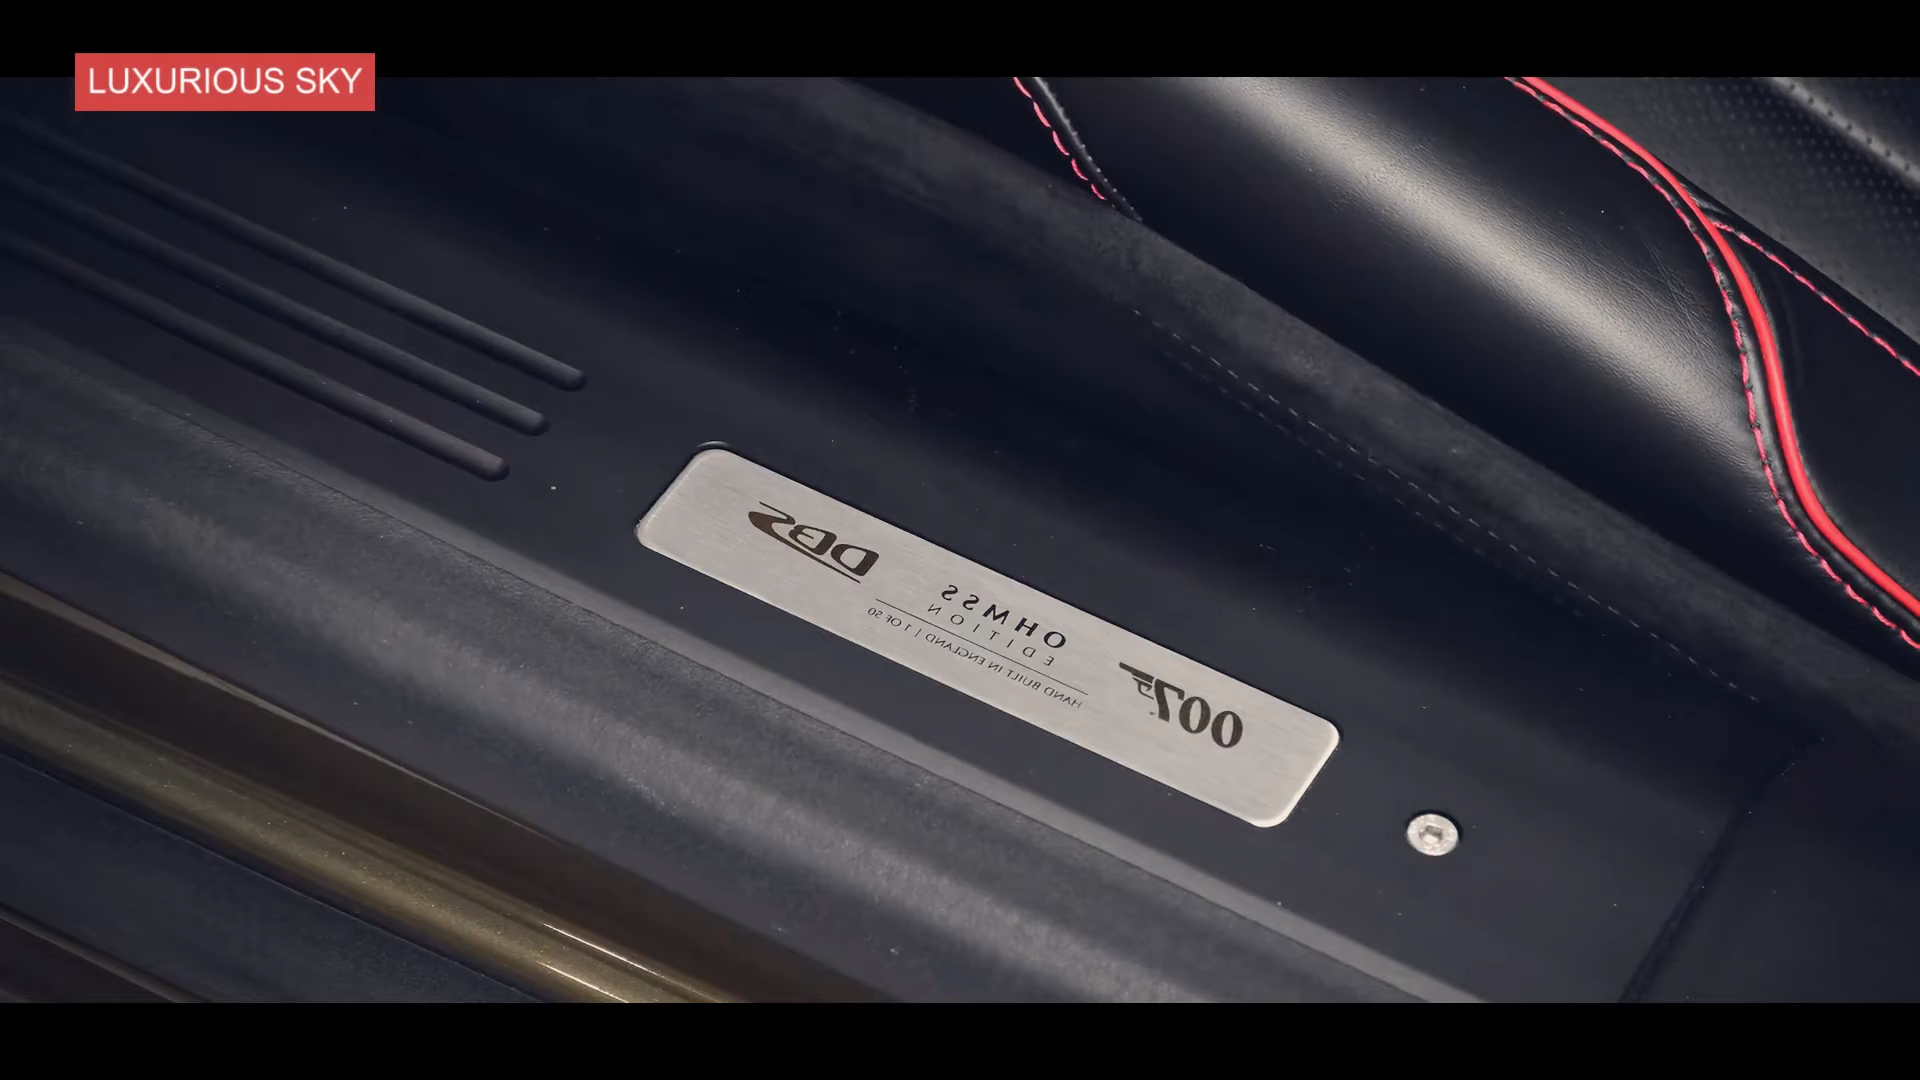 LUXURIOUS SKY
007
OHMSS
EDITION
HAND BUILT IN ENGLAND | 1 OF 50
DBS